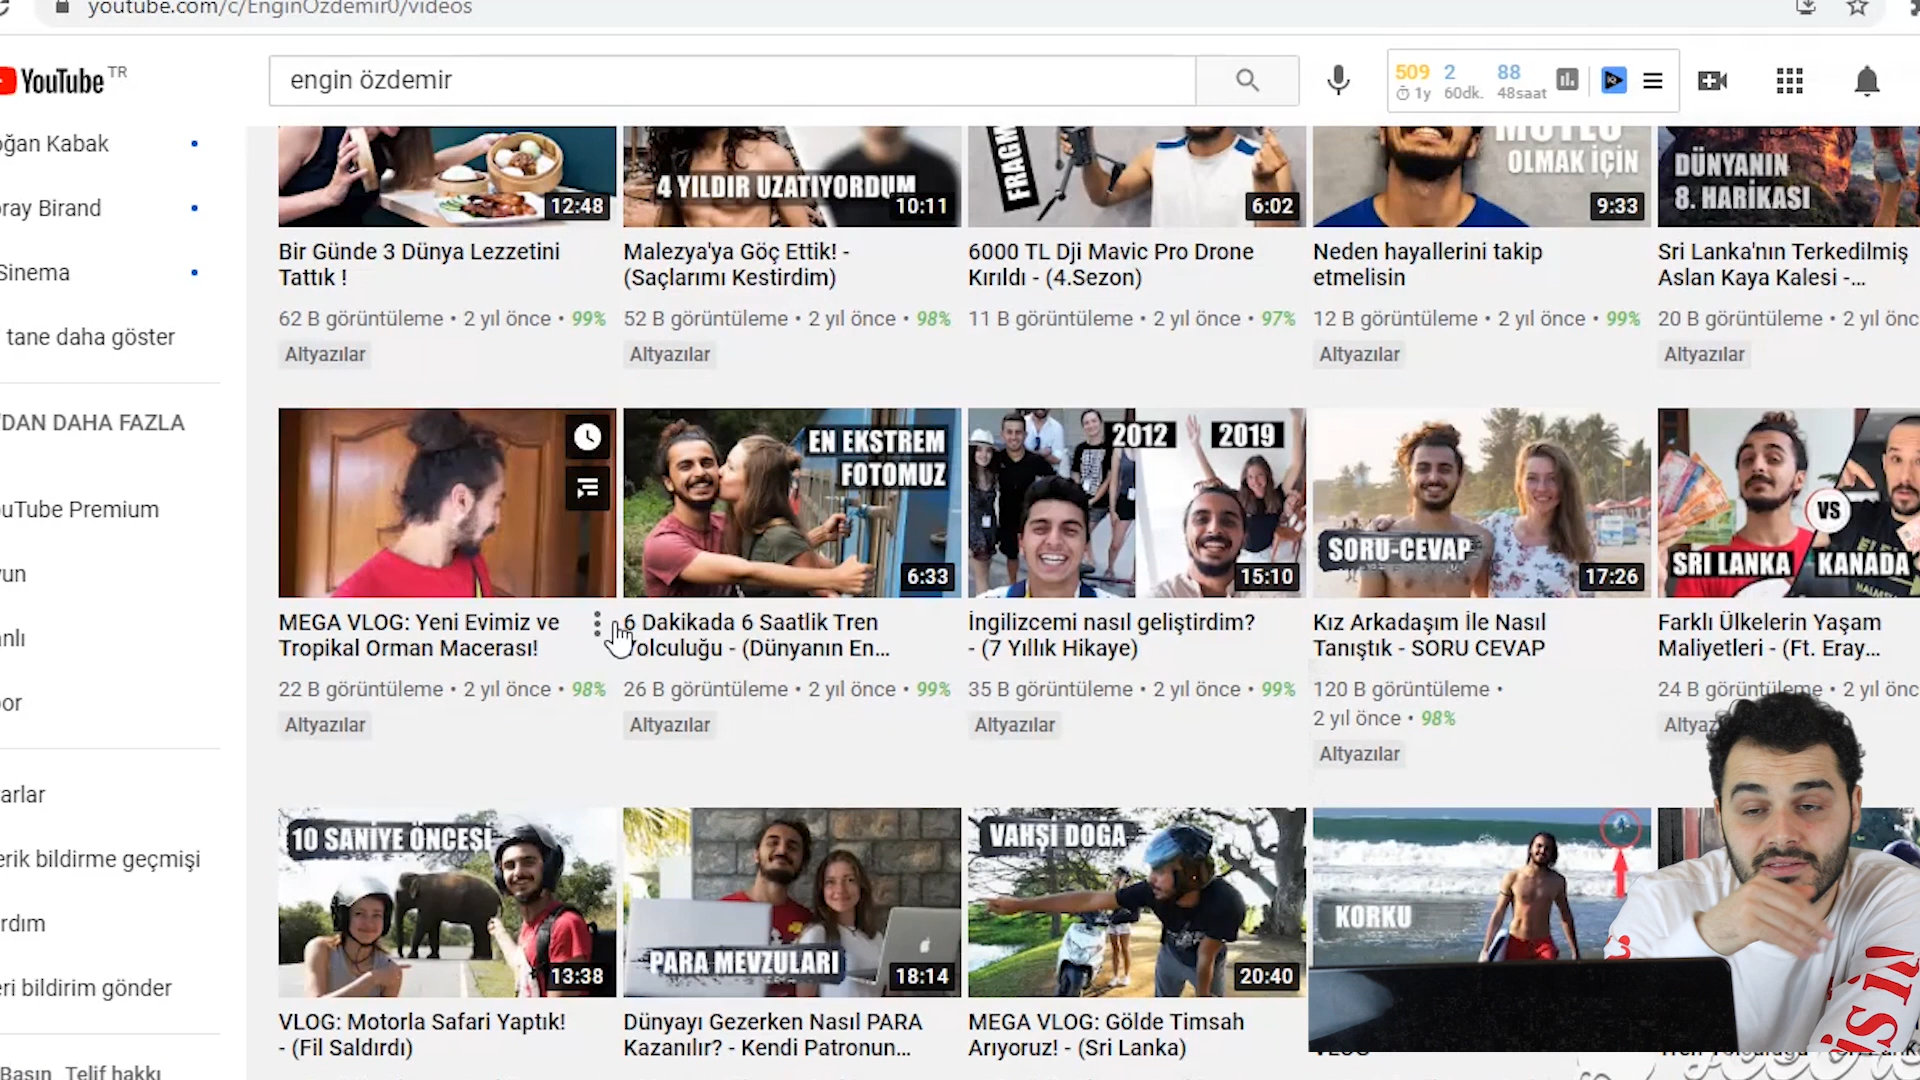 youtube.com/c/EnginOzdemir0/videos
YouTube TR
engin özdemir
509 2 88
1y 60dk. 48saat
oğan Kabak
oray Birand
Sinema
tane daha göster
'DAN DAHA FAZLA
ouTube Premium
yun
anlı
or
arlar
erik bildirme geçmişi
rdım
eri bildirim gönder
Basın Telif hakkı
12:48
4 YILDIR UZATIYORDUM
10:11
FRAGM
6:02
MUTLU
OLMAK İÇİN
9:33
DÜNYANIN
8. HARİKASI
Bir Günde 3 Dünya Lezzetini
Tattık !
62 B görüntüleme • 2 yıl önce • 99%
Altyazılar
Malezya'ya Göç Ettik! -
(Saçlarımı Kestirdim)
52 B görüntüleme • 2 yıl önce • 98%
Altyazılar
6000 TL Dji Mavic Pro Drone
Kırıldı - (4.Sezon)
11 B görüntüleme • 2 yıl önce • 97%
Neden hayallerini takip
etmelisin
12 B görüntüleme • 2 yıl önce • 99%
Altyazılar
Sri Lanka'nın Terkedilmiş
Aslan Kaya Kalesi -...
20 B görüntüleme • 2 yıl önc
Altyazılar
EN EKSTREM
FOTOMUZ
6:33
2012 2019
15:10
SORU-CEVAP
17:26
VS
SRİ LANKA KANADA
MEGA VLOG: Yeni Evimiz ve
Tropikal Orman Macerası!
22 B görüntüleme • 2 yıl önce • 98%
Altyazılar
6 Dakikada 6 Saatlik Tren
Yolculuğu - (Dünyanın En...
26 B görüntüleme • 2 yıl önce • 99%
Altyazılar
İngilizcemi nasıl geliştirdim?
- (7 Yıllık Hikaye)
35 B görüntüleme • 2 yıl önce • 99%
Altyazılar
Kız Arkadaşım İle Nasıl
Tanıştık - SORU CEVAP
120 B görüntüleme •
2 yıl önce • 98%
Altyazılar
Farklı Ülkelerin Yaşam
Maliyetleri - (Ft. Eray...
24 B görüntüleme • 2 yıl önc
Altyaz
10 SANİYE ÖNCESİ
13:38
PARA MEVZULARI
18:14
VAHŞİ DOGA
20:40
KORKU
VLOG: Motorla Safari Yaptık!
- (Fil Saldırdı)
Dünyayı Gezerken Nasıl PARA
Kazanılır? - Kendi Patronun...
MEGA VLOG: Gölde Timsah
Arıyoruz! - (Sri Lanka)